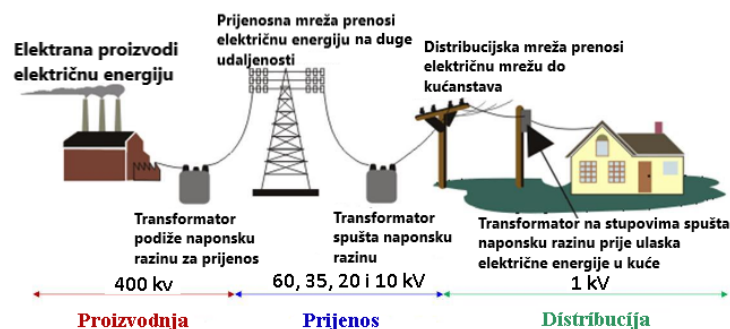 Elektrana proizvodi
električnu energiju
Prijenosna mreža prenosi
električnu energiju na duge
udaljenosti
Distribucijska mreža prenosi
električnu mrežu do
kućanstava
Transformator
podiže naponsku
razinu za prijenos
Transformator
spušta naponsku
razinu
Transformator na stupovima spušta
naponsku razinu prije ulaska
električne energije u kuće
400 kv
60, 35, 20 i 10 kV
1 kV
Proizvodnja
Prijenos
Distribucija